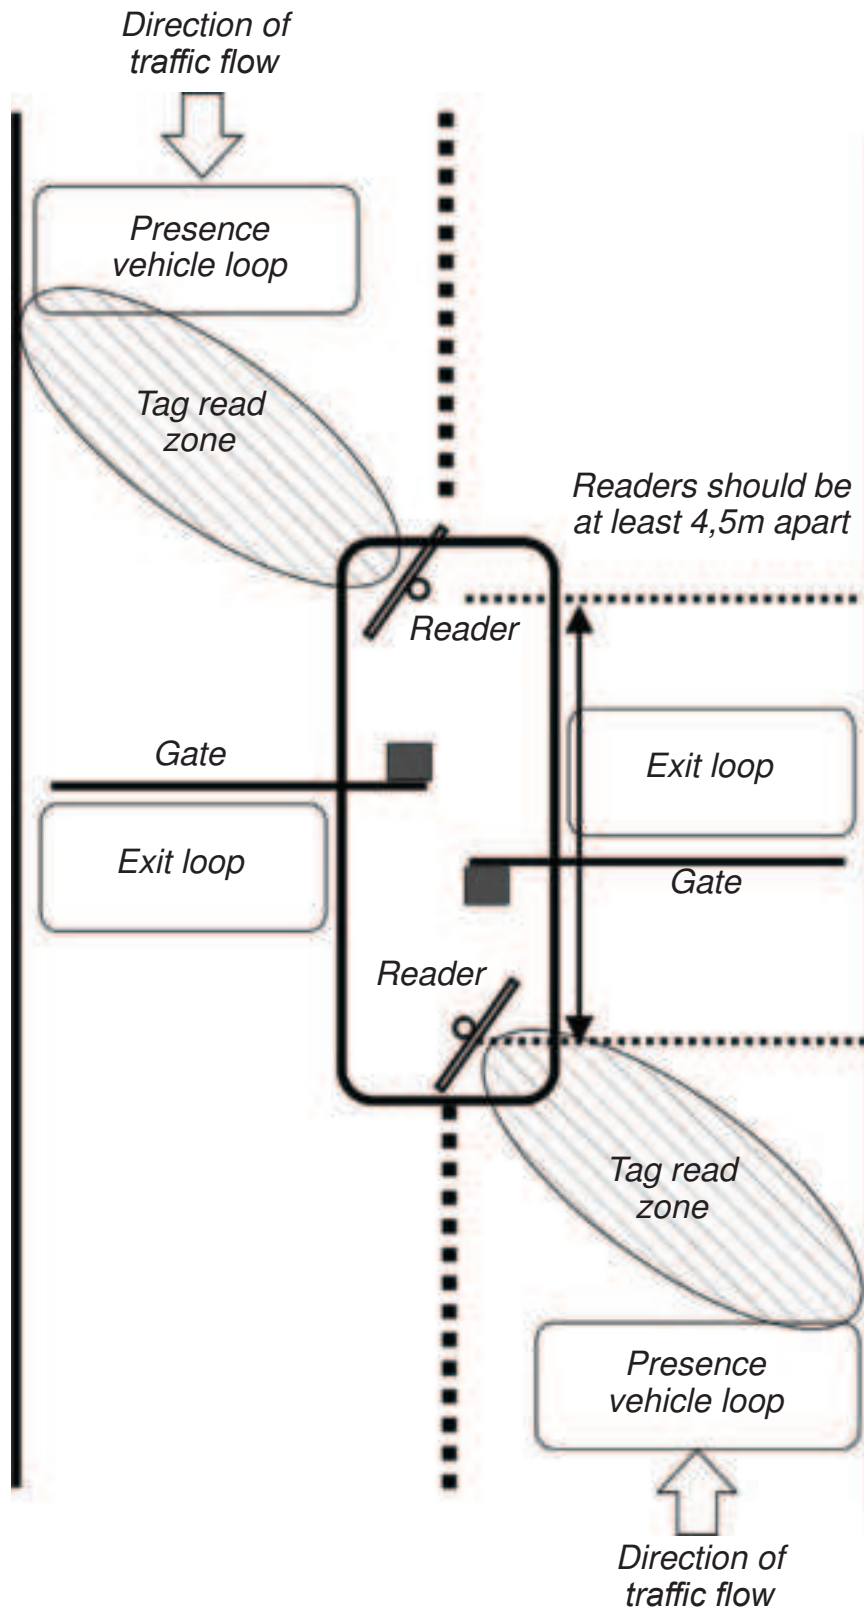 Direction of
traffic flow
Presence
vehicle loop
Tag read
zone
Readers should be
at least 4,5m apart
Reader
Gate
Exit loop
Exit loop
Gate
Reader
Tag read
zone
Presence
vehicle loop
Direction of
traffic flow